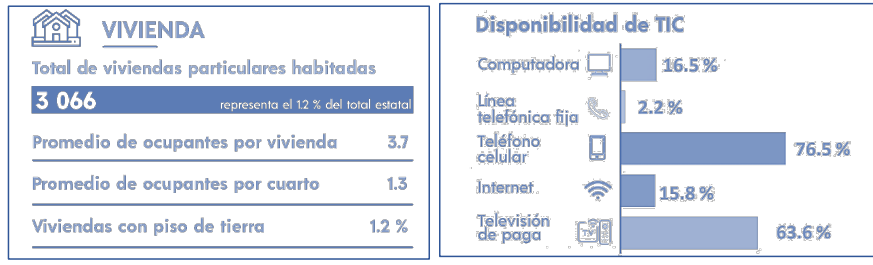 VIVIENDA
Total de viviendas particulares habitadas
3 066 representa el 12 % del total estatal
Promedio de ocupantes por vivienda 3.7
Promedio de ocupantes por cuarto 1.3
Viviendas con piso de tierra 1.2 %
Disponibilidad de TIC
Computadora 16.5 %
Línea
telefónica fija 2.2 %
Teléfono
celular 76.5 %
Internet 15.8 %
Televisión
de paga 63.6 %